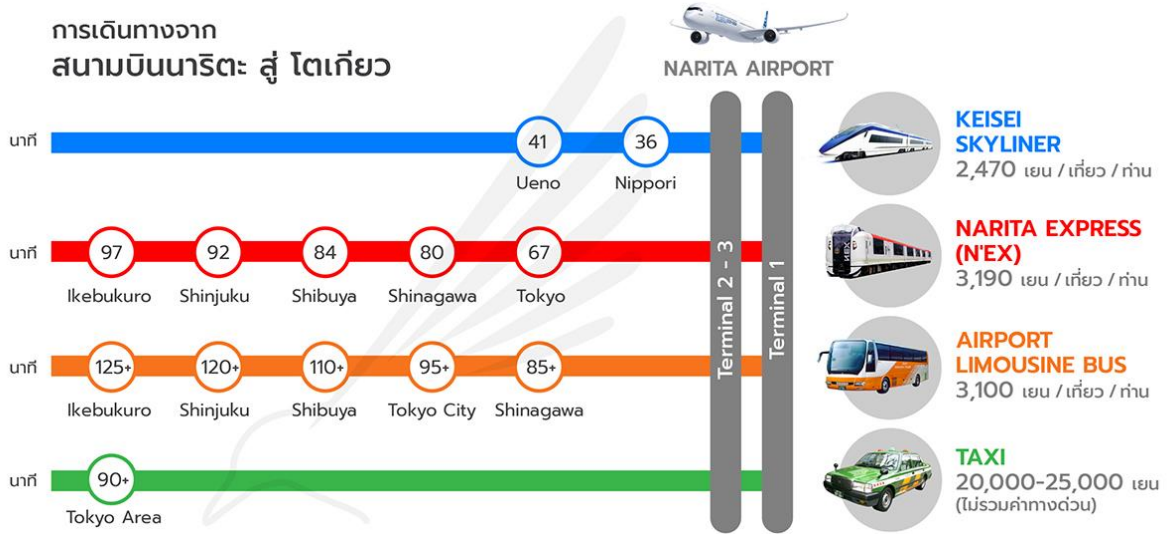 การเดินทางจาก
สนามบินนาริตะ สู่ โตเกียว
NARITA AIRPORT
Terminal 2 - 3
Terminal 1
นาที
41
36
Ueno
Nippori
KEISEI
SKYLINER
2,470 เยน / เที่ยว / ท่าน
นาที
97
92
84
80
67
Ikebukuro
Shinjuku
Shibuya
Shinagawa
Tokyo
N'EX
NARITA EXPRESS
(N'EX)
3,190 เยน / เที่ยว / ท่าน
นาที
125+
120+
110+
95+
85+
Ikebukuro
Shinjuku
Shibuya
Tokyo City
Shinagawa
AIRPORT
LIMOUSINE BUS
3,100 เยน / เที่ยว / ท่าน
นาที
90+
Tokyo Area
TAXI
20,000-25,000 เยน
(ไม่รวมค่าทางด่วน)